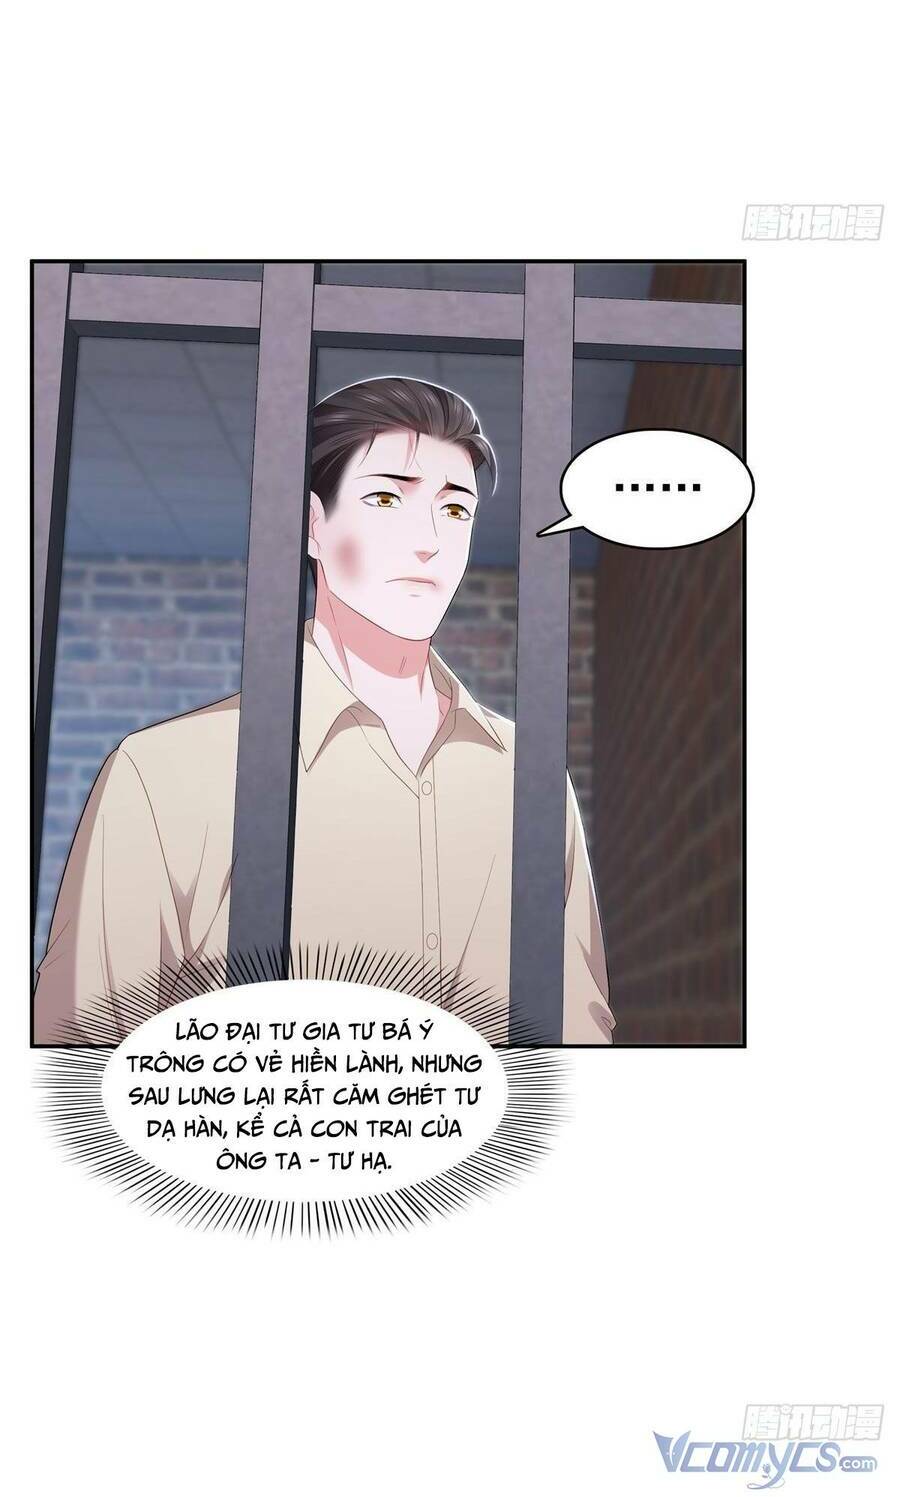 腾讯动漫
......
LÃO ĐẠI TƯ GIA TƯ BÁ Ý
TRÔNG CÓ VẺ HIỀN LÀNH, NHƯNG
SAU LƯNG LẠI RẤT CĂM GHÉT TƯ
DẠ HÀN, KỂ CẢ CON TRAI CỦA
ÔNG TA - TƯ HẠ.
腾讯动漫
VCOMYCS.com